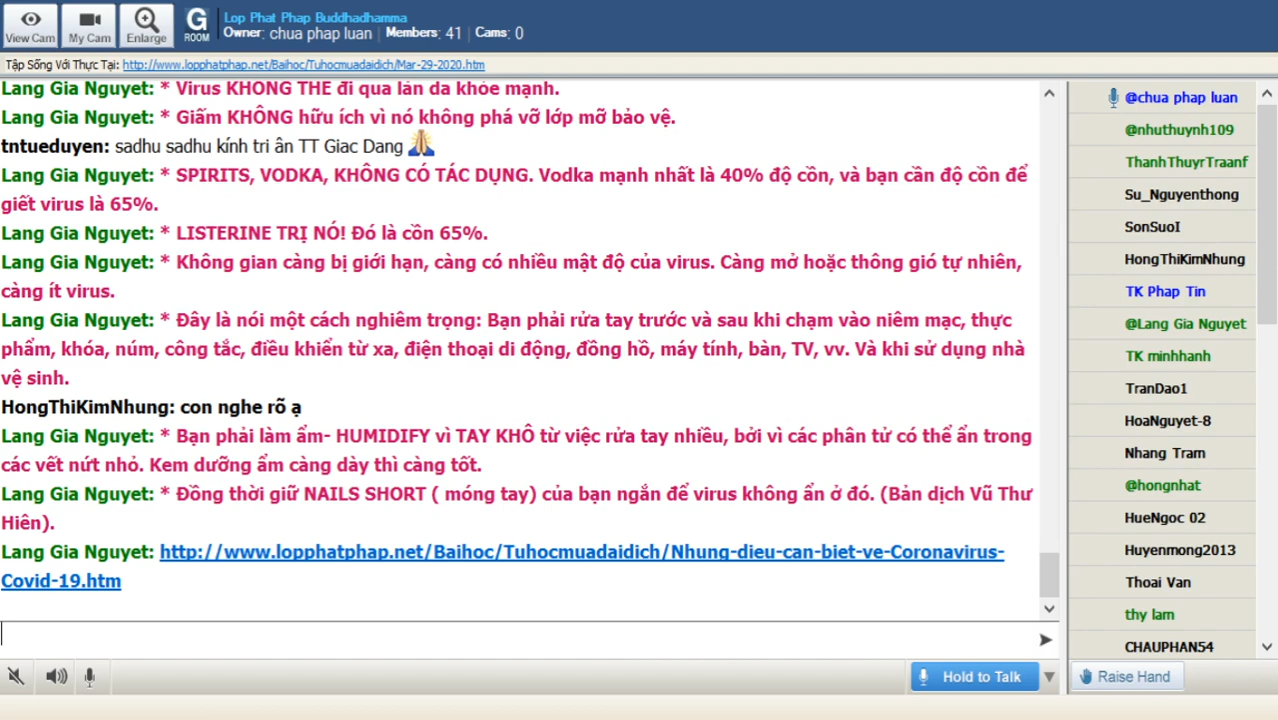 View Cam
My Cam
Enlarge
G
ROOM
Lop Phat Phap Buddhadhamma
Owner: chua phap luan Members: 41 Cams: 0
Tập Sống Với Thực Tại: http://www.lopphatphap.net/Baihoc/Tuhocmuadaidich/Mar-29-2020.htm
Lang Gia Nguyet: * Virus KHONG THE đi qua làn da khỏe mạnh.
Lang Gia Nguyet: * Giấm KHÔNG hữu ích vì nó không phá vỡ lớp mỡ bảo vệ.
tntueduyen: sadhu sadhu kính tri ân TT Giac Dang
Lang Gia Nguyet: * SPIRITS, VODKA, KHÔNG CÓ TÁC DỤNG. Vodka mạnh nhất là 40% độ cồn, và bạn cần độ cồn để
giết virus là 65%.
Lang Gia Nguyet: * LISTERINE TRỊ NÓ! Đó là cồn 65%.
Lang Gia Nguyet: * Không gian càng bị giới hạn, càng có nhiều mật độ của virus. Càng mở hoặc thông gió tự nhiên,
càng ít virus.
Lang Gia Nguyet: * Đây là nói một cách nghiêm trọng: Bạn phải rửa tay trước và sau khi chạm vào niêm mạc, thực
phẩm, khóa, núm, công tắc, điều khiển từ xa, điện thoại di động, đồng hồ, máy tính, bàn, TV, vv. Và khi sử dụng nhà
vệ sinh.
HongThiKimNhung: con nghe rõ ạ
Lang Gia Nguyet: * Bạn phải làm ẩm- HUMIDIFY vì TAY KHÔ từ việc rửa tay nhiều, bởi vì các phân tử có thể ẩn trong
các vết nứt nhỏ. Kem dưỡng ẩm càng dày thì càng tốt.
Lang Gia Nguyet: * Đồng thời giữ NAILS SHORT ( móng tay) của bạn ngắn để virus không ẩn ở đó. (Bản dịch Vũ Thư
Hiên).
Lang Gia Nguyet: http://www.lopphatphap.net/Baihoc/Tuhocmuadaidich/Nhung-dieu-can-biet-ve-Coronavirus-
Covid-19.htm
Hold to Talk
@chua phap luan
@nhuthuynh109
ThanhThuyrTraanf
Su_Nguyenthong
SonSuoI
HongThiKimNhung
TK Phap Tin
@Lang Gia Nguyet
TK minhhanh
TranDao1
HoaNguyet-8
Nhang Tram
@hongnhat
HueNgoc 02
Huyenmong2013
Thoai Van
thy lam
CHAUPHAN54
Raise Hand